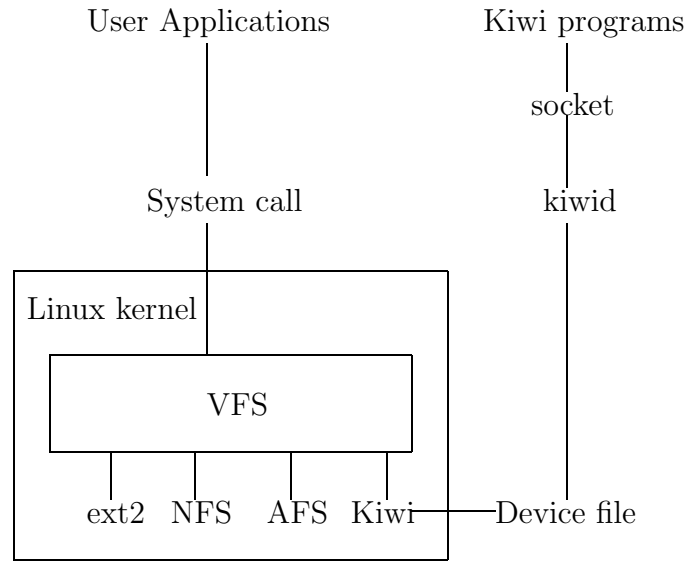 User Applications
Kiwi programs
socket
System call
kiwid
Linux kernel
VFS
ext2 NFS AFS Kiwi Device file